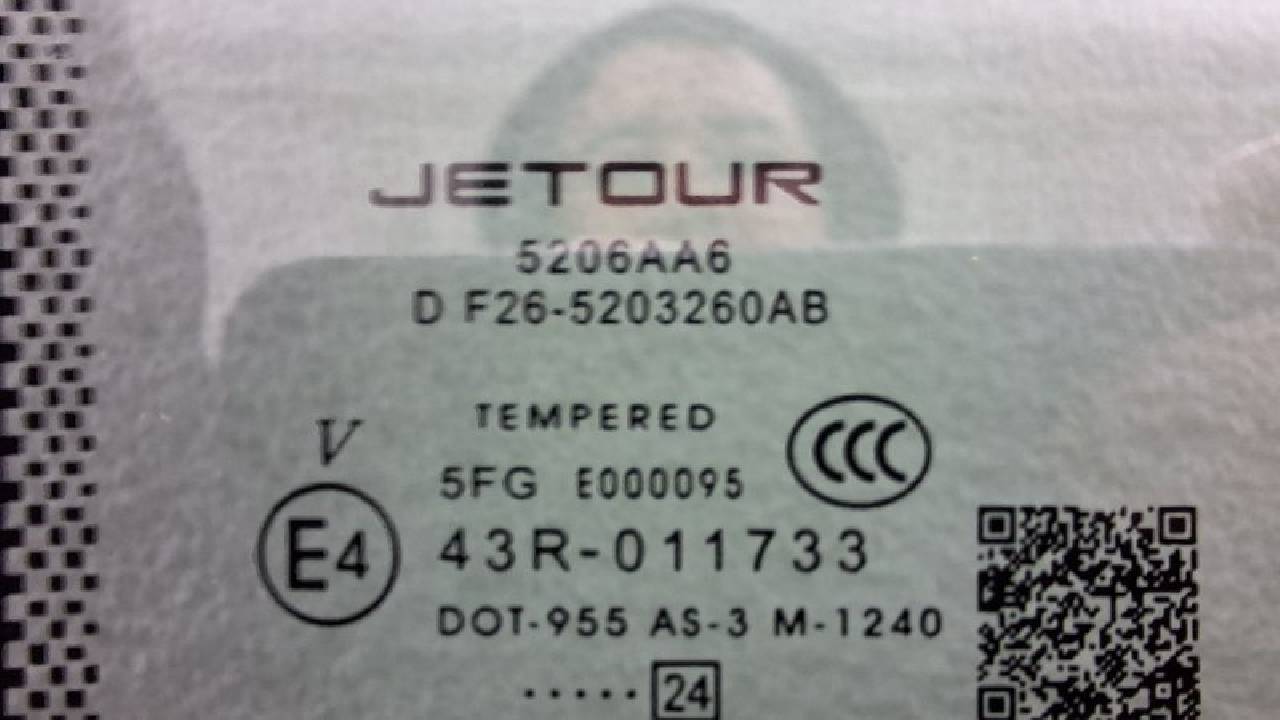 JETOUR
5206AA6
D F26-5203260AB
TEMPERED
V
CCC
5FG E000095
E4
43R-011733
DOT-955 AS-3 M-1240
.....24